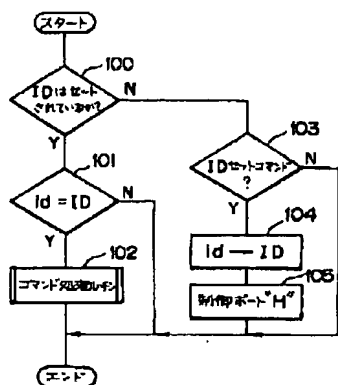 スタート
100
IDはセット
されているか?
N
Y
101
id = ID
N
Y
102
コマンド処理ルーチン
103
IDセットコマンド
?
N
Y
104
id — ID
105
制御ポート"H"
エンド